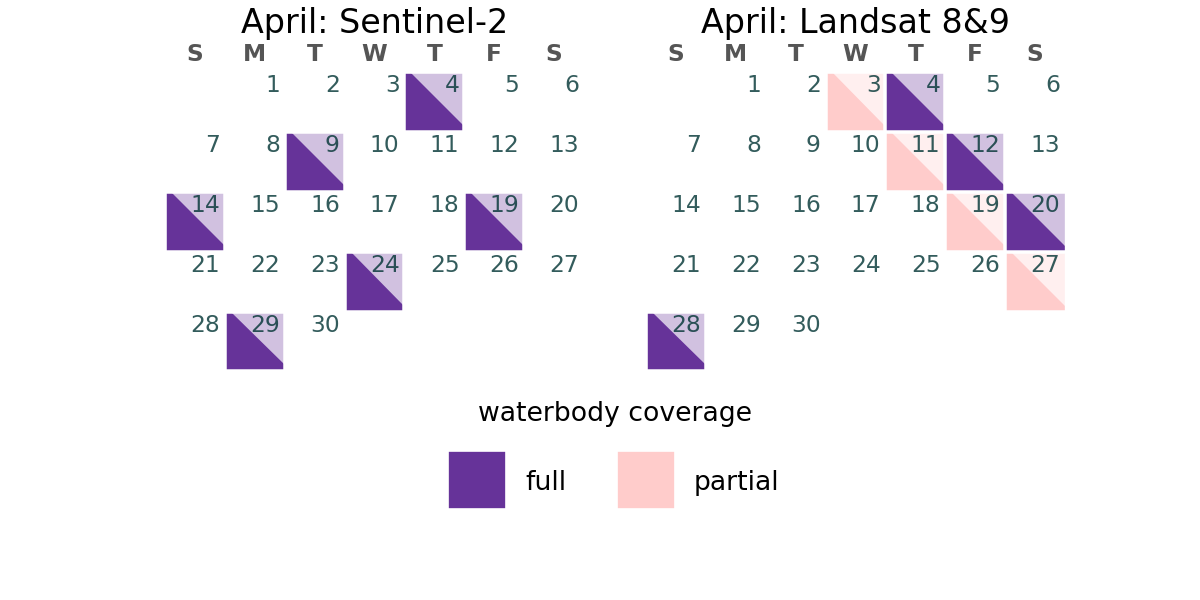 April: Sentinel-2
S M T W T F S
1 2 3 4 5 6
7 8 9 10 11 12 13
14 15 16 17 18 19 20
21 22 23 24 25 26 27
28 29 30
April: Landsat 8&9
S M T W T F S
1 2 3 4 5 6
7 8 9 10 11 12 13
14 15 16 17 18 19 20
21 22 23 24 25 26 27
28 29 30
waterbody coverage
full partial